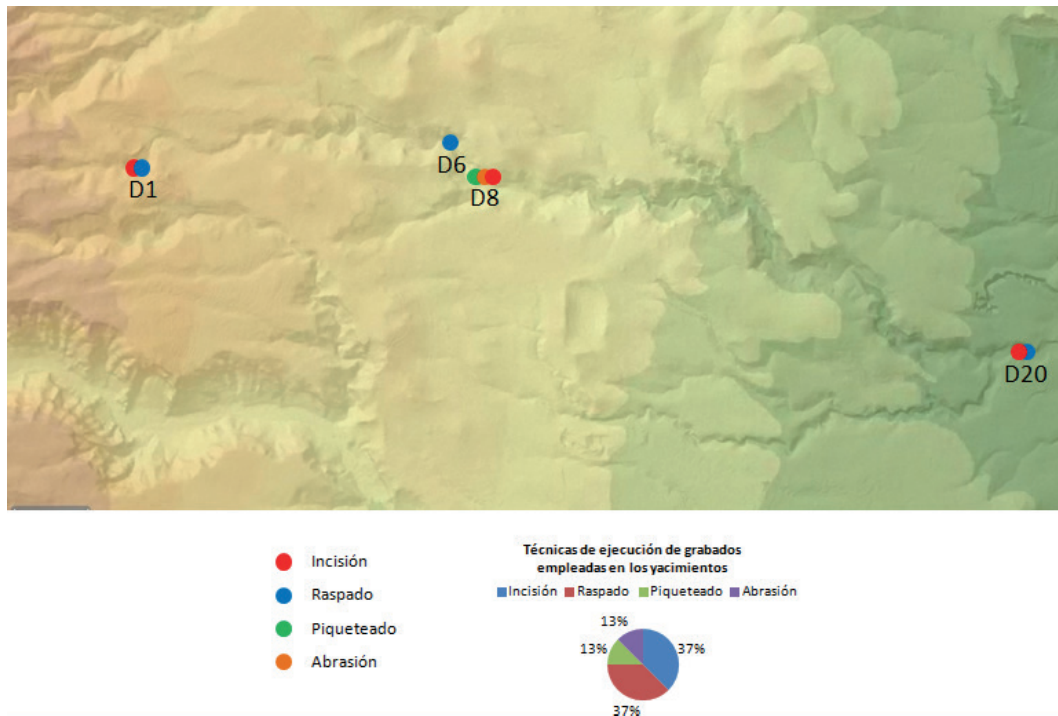 D1
D6
D8
D20
Incisión
Raspado
Piqueteado
Abrasión
Técnicas de ejecución de grabados
empleadas en los yacimientos
Incisión Raspado Piqueteado Abrasión
13%
13%
37%
37%